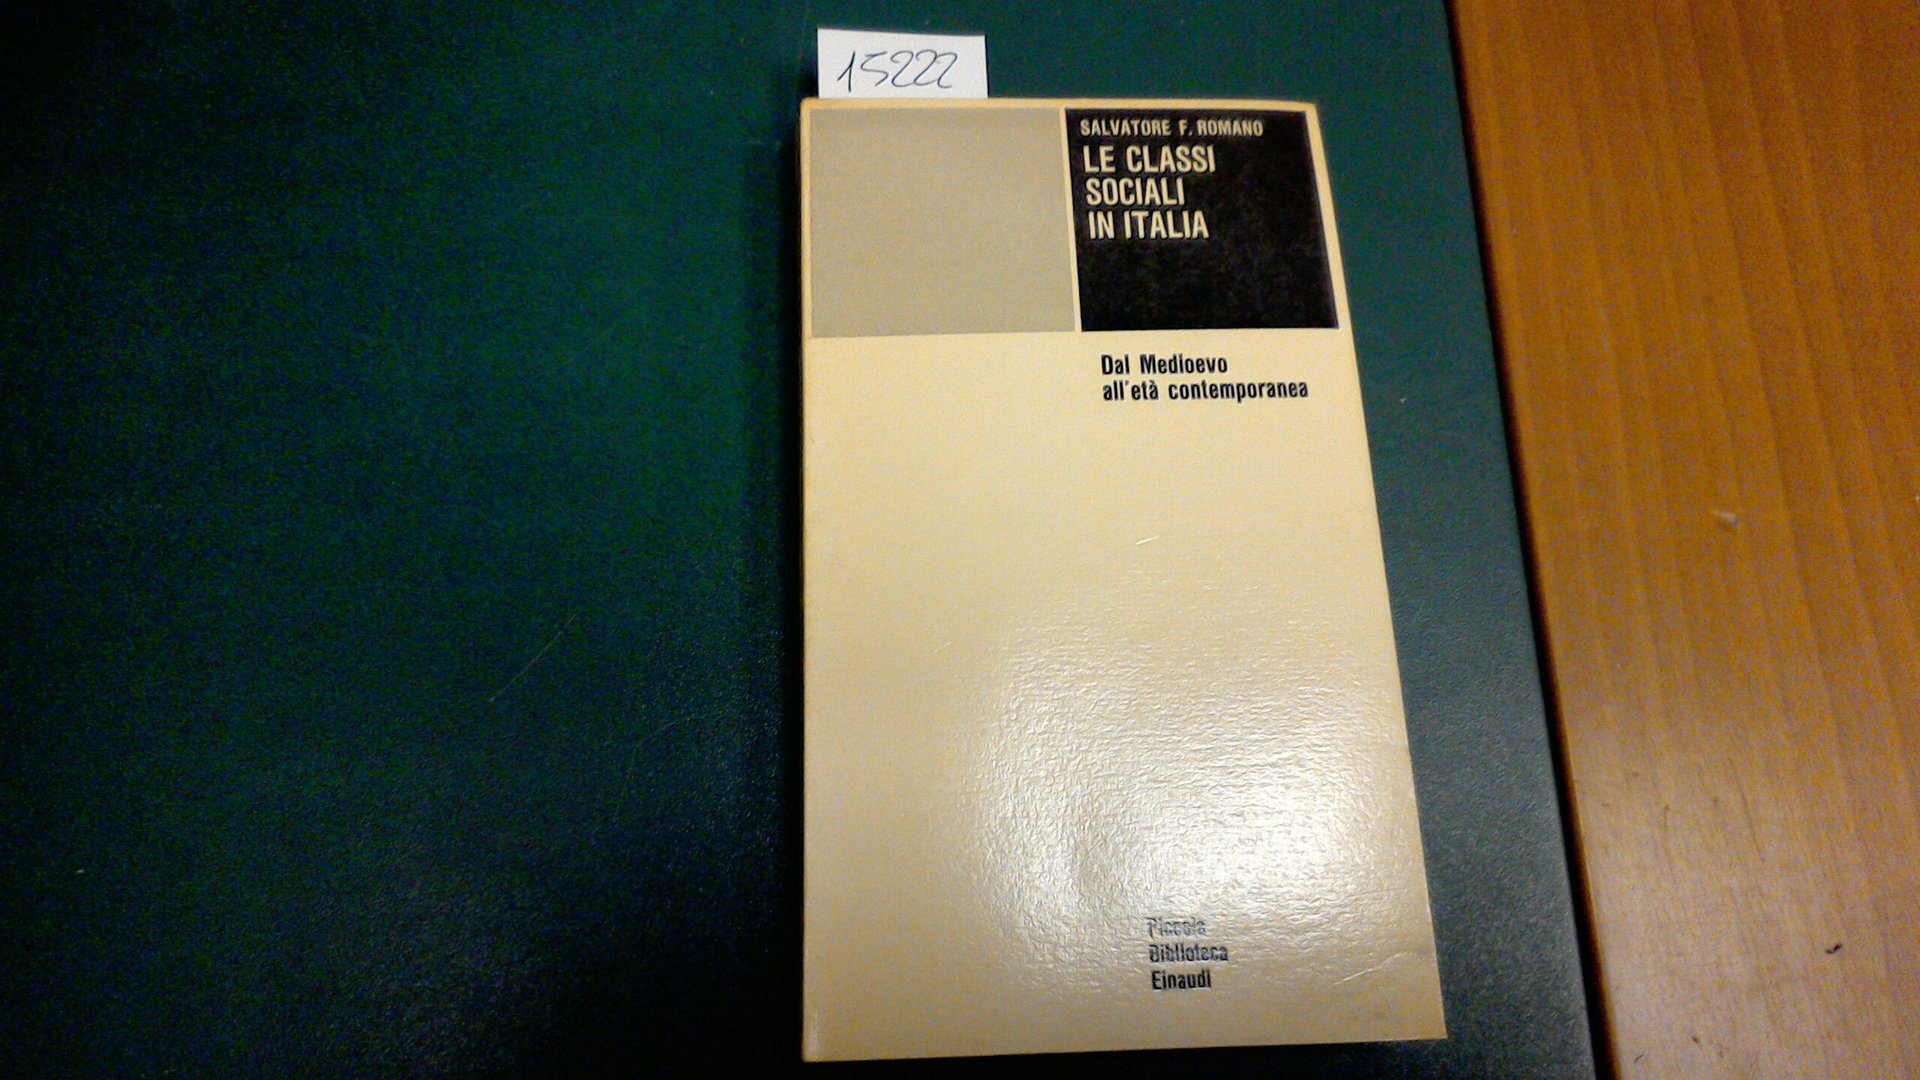 15222
SALVATORE F. ROMANO
LE CLASSI
SOCIALI
IN ITALIA
Dal Medioevo
all'età contemporanea
Piccola
Biblioteca
Einaudi